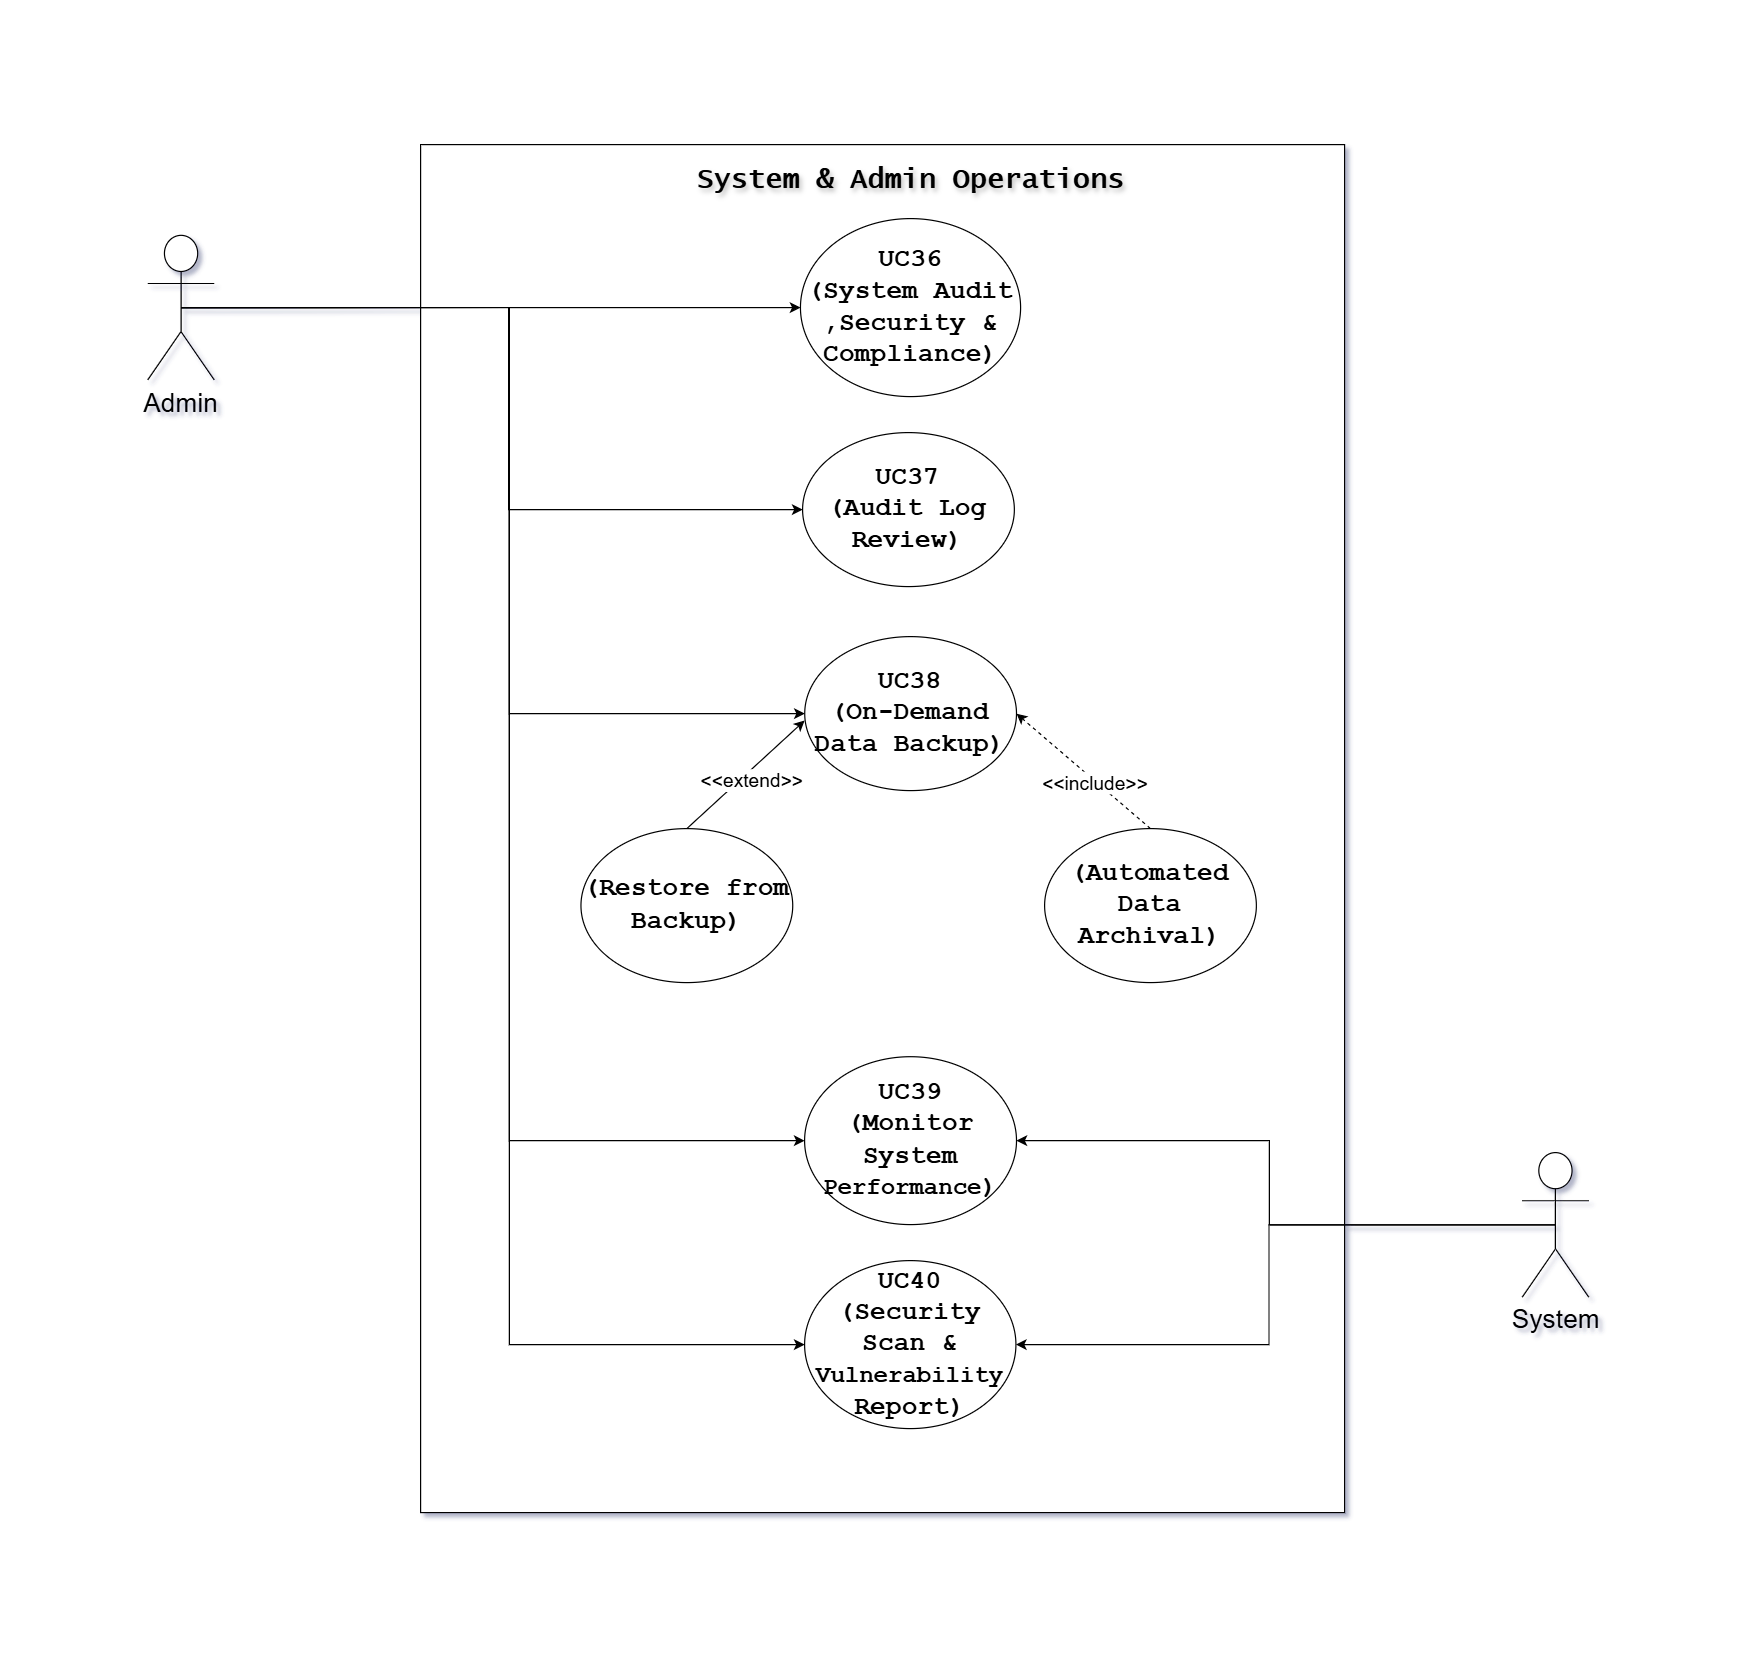 System & Admin Operations
UC36
(System Audit
,Security &
Compliance)
Admin
UC37
(Audit Log
Review)
UC38
(On-Demand
Data Backup)
<<extend>>
<<include>>
(Restore from
Backup)
(Automated
Data
Archival)
UC39
(Monitor
System
Performance)
System
UC40
(Security
Scan &
Vulnerability
Report)